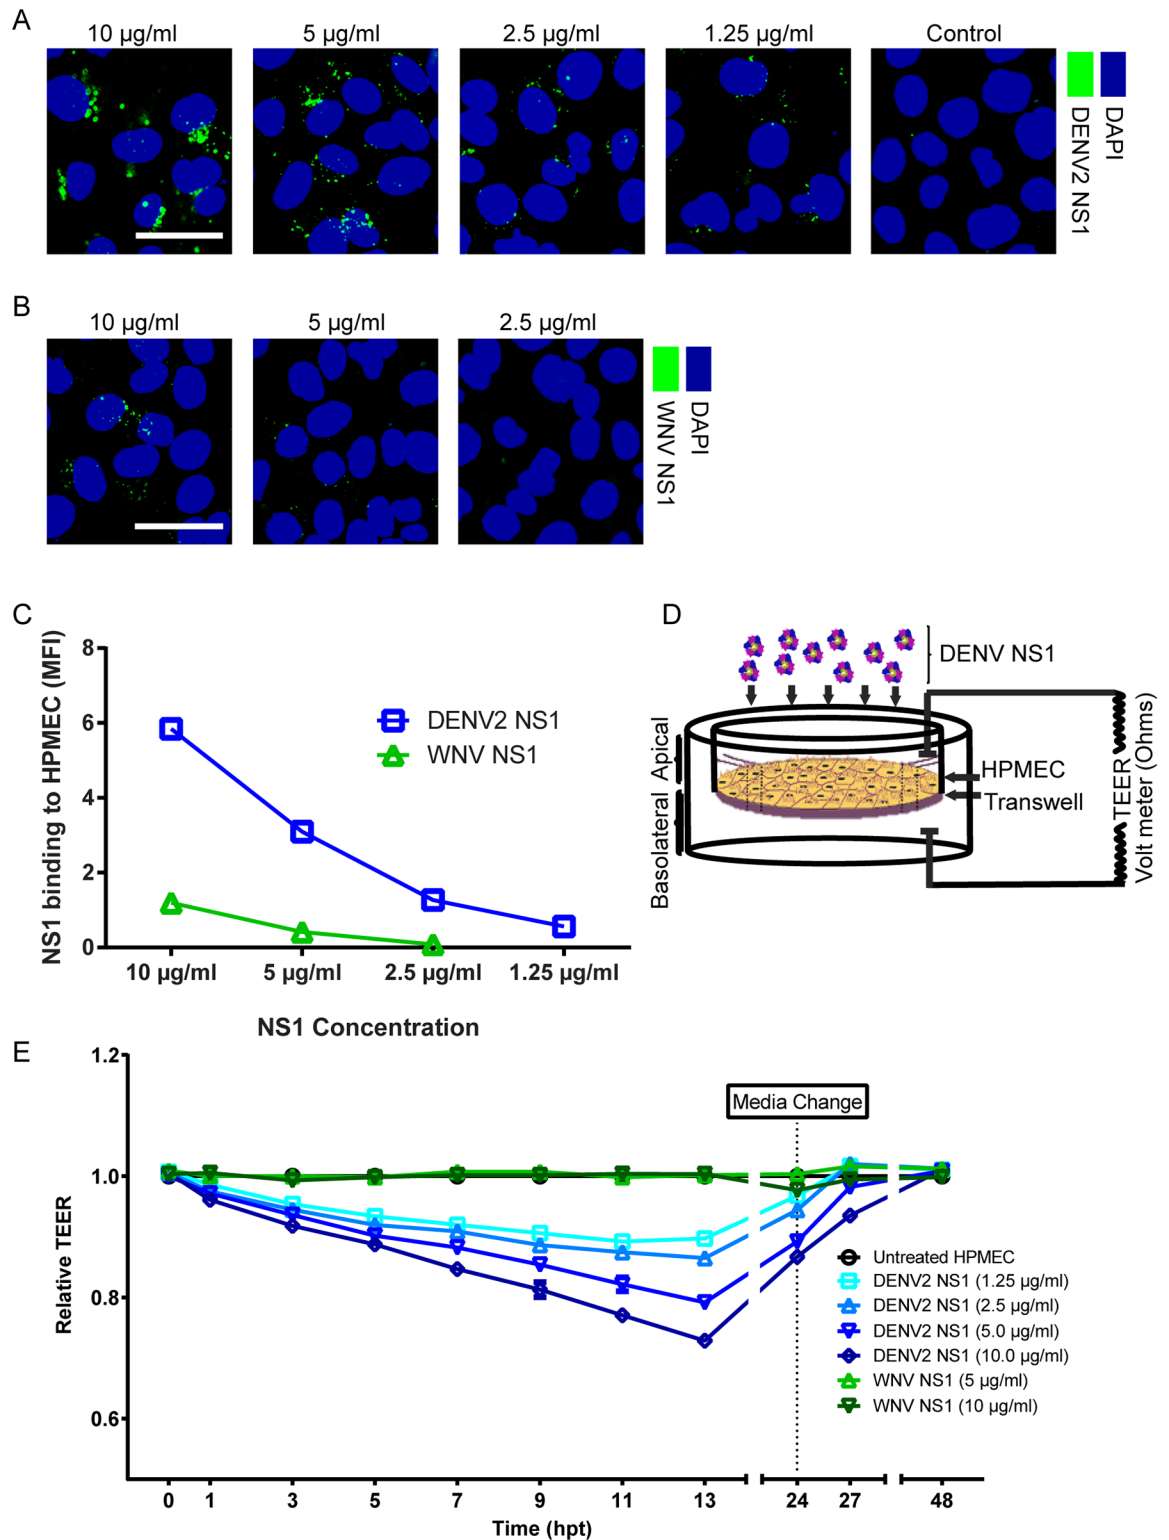 A
10 µg/ml 5 µg/ml 2.5 µg/ml 1.25 µg/ml Control
DENV2 NS1
DAPI
B
10 µg/ml 5 µg/ml 2.5 µg/ml
WNV NS1
DAPI
C
NS1 binding to HPMEC (MFI)
8
6
4
2
0
DENV2 NS1
WNV NS1
10 µg/ml 5 µg/ml 2.5 µg/ml 1.25 µg/ml
NS1 Concentration
D
DENV NS1
Apical
Basolateral
HPMEC
Transwell
TEER
Volt meter (Ohms)
E
Relative TEER
1.2
1.0
0.8
0.6
Media Change
Untreated HPMEC
DENV2 NS1 (1.25 µg/ml)
DENV2 NS1 (2.5 µg/ml)
DENV2 NS1 (5.0 µg/ml)
DENV2 NS1 (10.0 µg/ml)
WNV NS1 (5 µg/ml)
WNV NS1 (10 µg/ml)
0 1 3 5 7 9 11 13 24 27 48
Time (hpt)